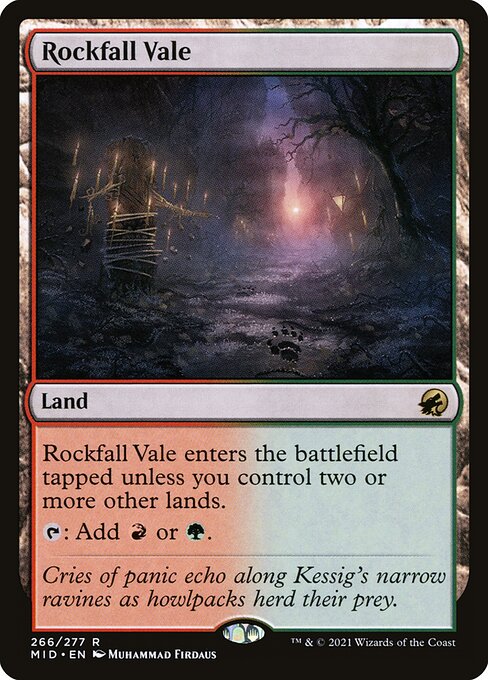 Rockfall Vale
Land
Rockfall Vale enters the battlefield
tapped unless you control two or
more other lands.
: Add or .
Cries of panic echo along Kessig's narrow
ravines as howlpacks herd their prey.
266/277 R
MID • EN Muhammad Firdaus
™ & © 2021 Wizards of the Coast